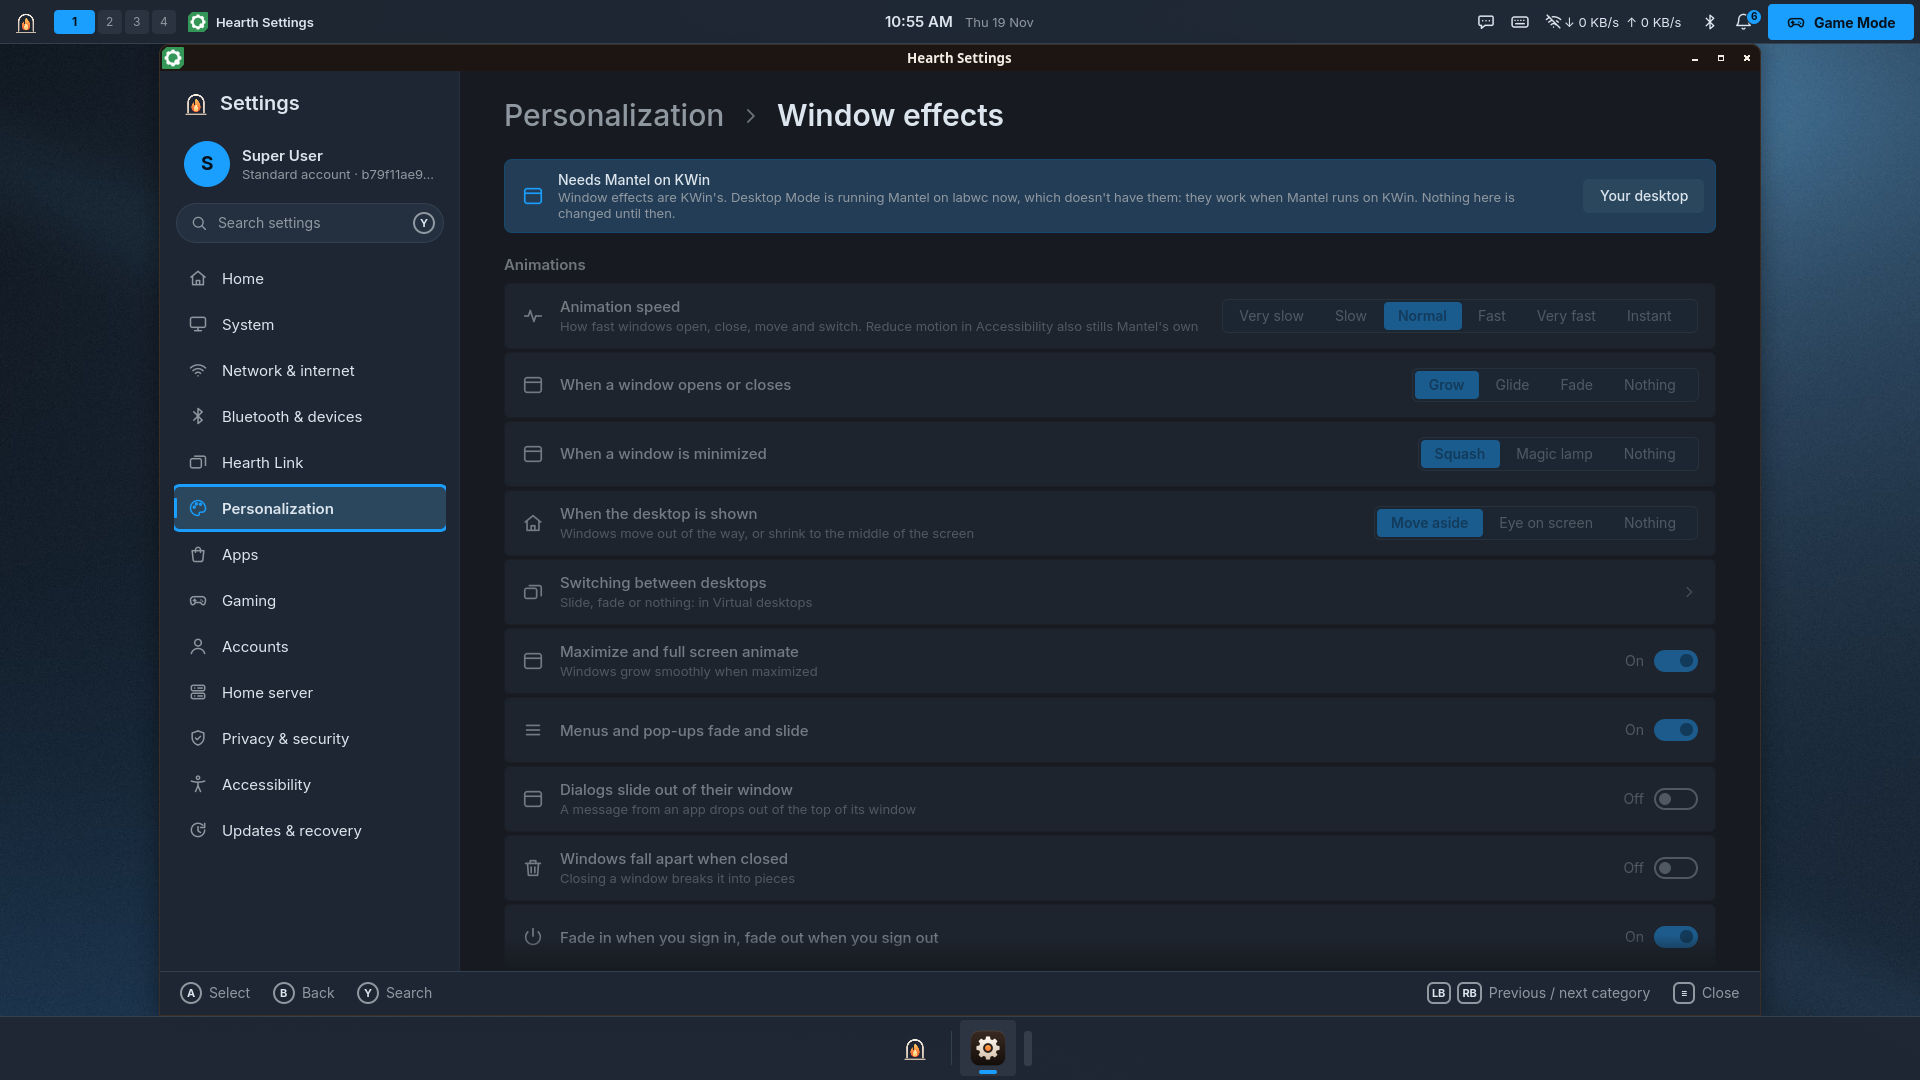 1 2 3 4 Hearth Settings 10:55 AM Thu 19 Nov ↓ 0 KB/s ↑ 0 KB/s 6 Game Mode
Hearth Settings
Settings
S
Super User
Standard account · b79f11ae9...
Search settings Y
Home
System
Network & internet
Bluetooth & devices
Hearth Link
Personalization
Apps
Gaming
Accounts
Home server
Privacy & security
Accessibility
Updates & recovery
Personalization > Window effects
Needs Mantel on KWin
Window effects are KWin's. Desktop Mode is running Mantel on labwc now, which doesn't have them: they work when Mantel runs on KWin. Nothing here is
changed until then.
Your desktop
Animations
Animation speed
How fast windows open, close, move and switch. Reduce motion in Accessibility also stills Mantel's own
Very slow Slow Normal Fast Very fast Instant
When a window opens or closes
Grow Glide Fade Nothing
When a window is minimized
Squash Magic lamp Nothing
When the desktop is shown
Windows move out of the way, or shrink to the middle of the screen
Move aside Eye on screen Nothing
Switching between desktops
Slide, fade or nothing: in Virtual desktops
Maximize and full screen animate
Windows grow smoothly when maximized
On
Menus and pop-ups fade and slide
On
Dialogs slide out of their window
A message from an app drops out of the top of its window
Off
Windows fall apart when closed
Closing a window breaks it into pieces
Off
Fade in when you sign in, fade out when you sign out
On
A Select B Back Y Search LB RB Previous / next category ≡ Close